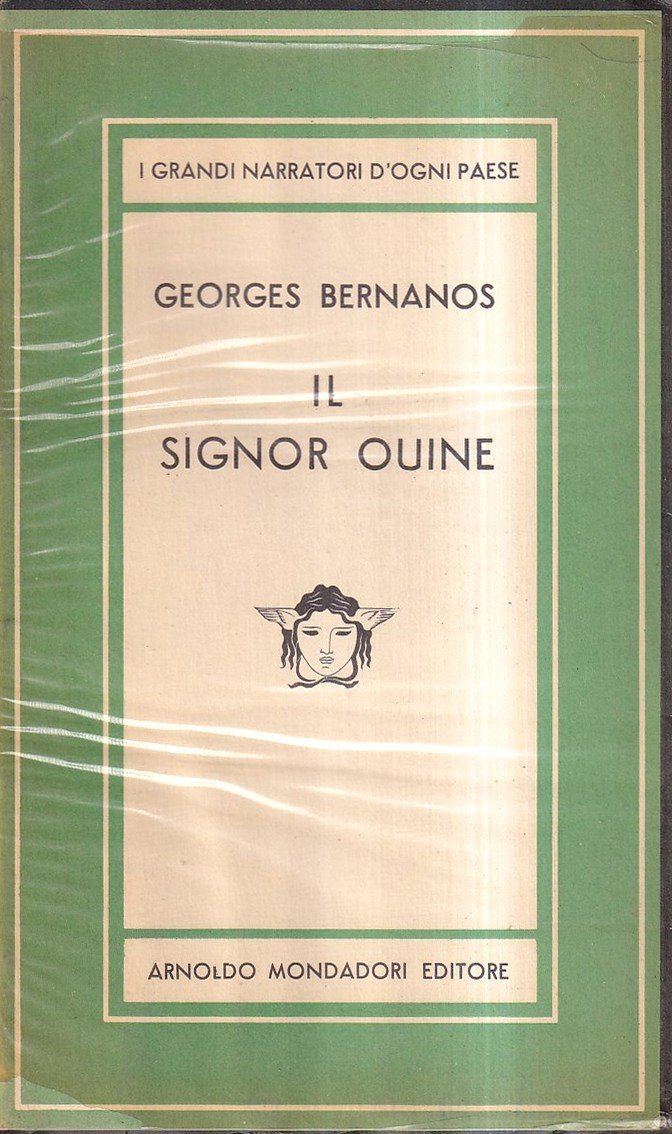 I GRANDI NARRATORI D'OGNI PAESE
GEORGES BERNANOS
IL
SIGNOR OUINE
ARNOLDO MONDADORI EDITORE